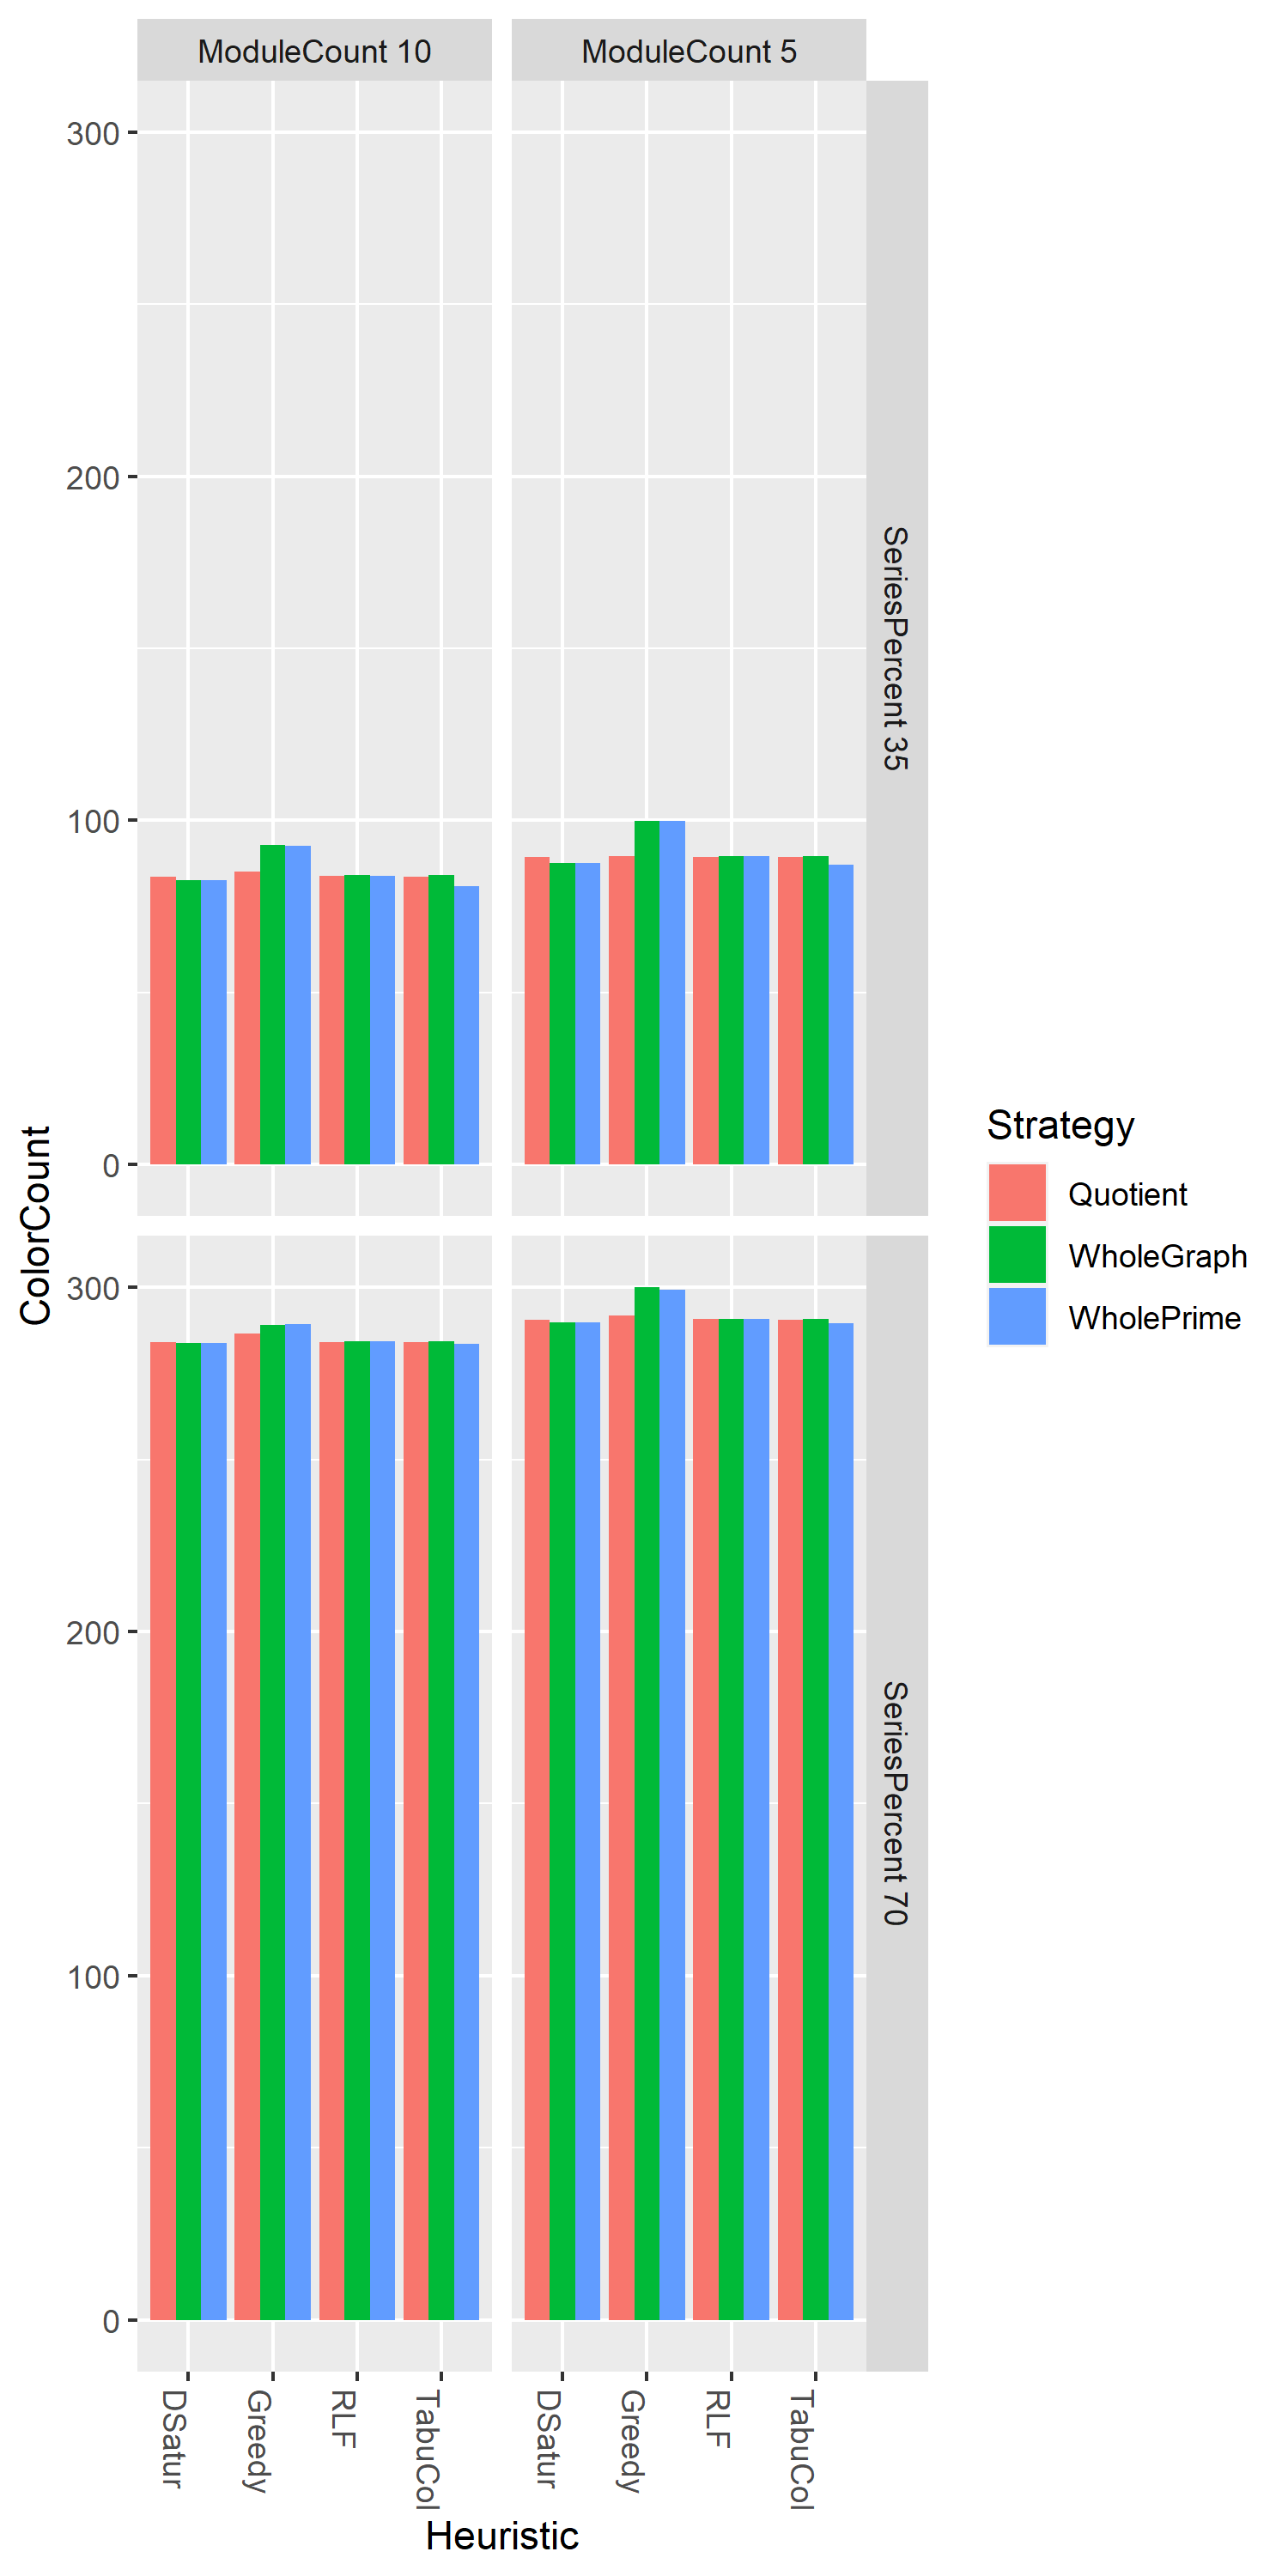 ModuleCount 10
ModuleCount 5
300
200
100
0
SeriesPercent 35
ColorCount
300
200
100
0
SeriesPercent 70
DSatur
Greedy
RLF
TabuCol
DSatur
Greedy
RLF
TabuCol
Heuristic
Strategy
Quotient
WholeGraph
WholePrime